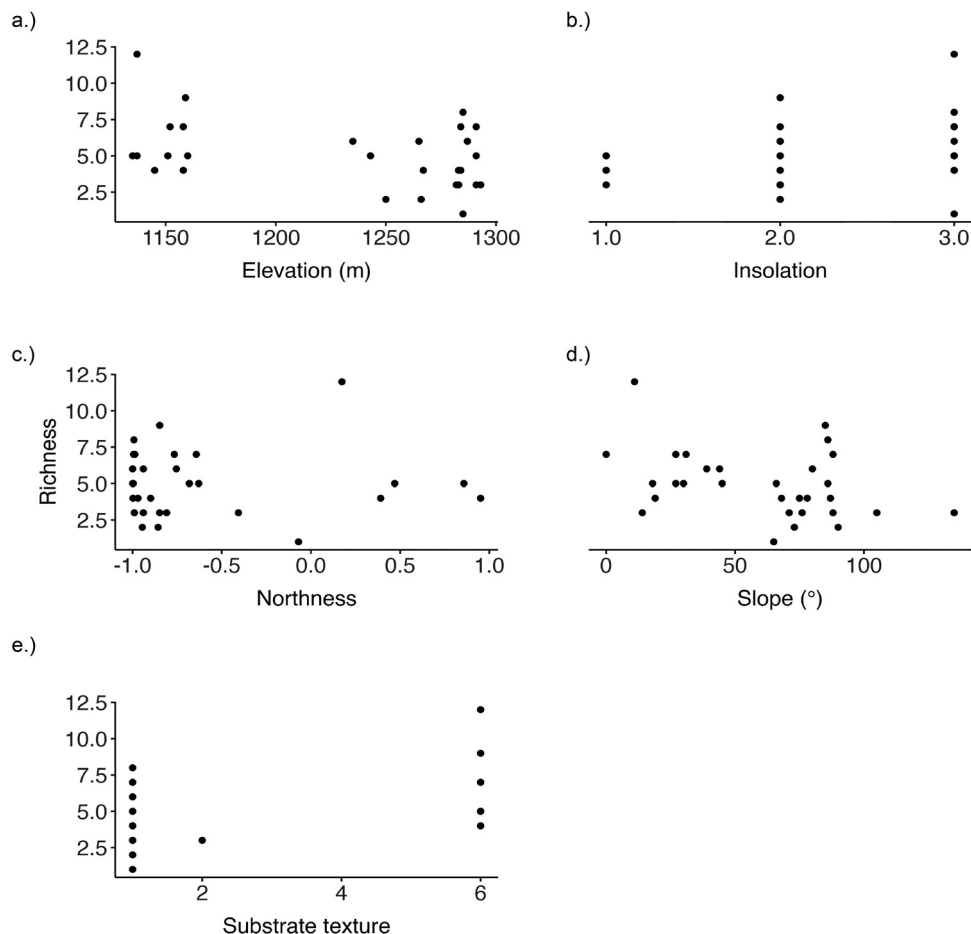 a.)
12.5
10.0
7.5
5.0
2.5
1150 1200 1250 1300
Elevation (m)
b.)
1.0 2.0 3.0
Insolation
c.)
Richness
12.5
10.0
7.5
5.0
2.5
-1.0 -0.5 0.0 0.5 1.0
Northness
d.)
0 50 100
Slope (°)
e.)
12.5
10.0
7.5
5.0
2.5
2 4 6
Substrate texture